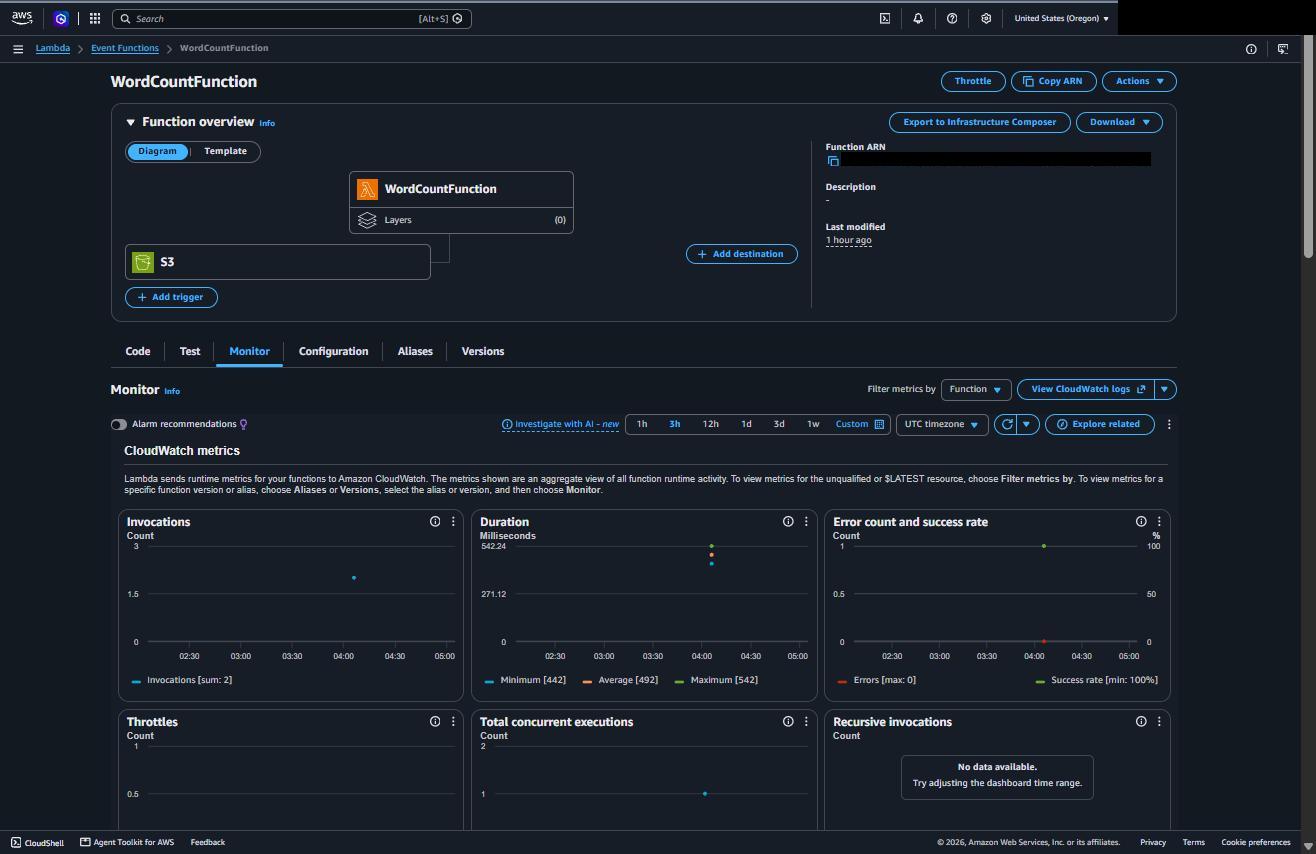 aws
Search [Alt+S]
United States (Oregon)
Lambda > Event Functions > WordCountFunction
WordCountFunction
Throttle
Copy ARN
Actions
Function overview Info
Export to Infrastructure Composer
Download
Diagram
Template
WordCountFunction
Layers (0)
S3
+ Add trigger
+ Add destination
Function ARN
Description
-
Last modified
1 hour ago
Code
Test
Monitor
Configuration
Aliases
Versions
Monitor Info
Filter metrics by
Function
View CloudWatch logs
Alarm recommendations
Investigate with AI - new
1h 3h 12h 1d 3d 1w Custom
UTC timezone
Explore related
CloudWatch metrics
Lambda sends runtime metrics for your functions to Amazon CloudWatch. The metrics shown are an aggregate view of all function runtime activity. To view metrics for the unqualified or $LATEST resource, choose Filter metrics by. To view metrics for a
specific function version or alias, choose Aliases or Versions, select the alias or version, and then choose Monitor.
Invocations
Count
3
1.5
0
02:30 03:00 03:30 04:00 04:30 05:00
Invocations [sum: 2]
Duration
Milliseconds
542.24
271.12
0
02:30 03:00 03:30 04:00 04:30 05:00
Minimum [442] Average [492] Maximum [542]
Error count and success rate
Count %
1 100
0.5 50
0 0
02:30 03:00 03:30 04:00 04:30 05:00
Errors [max: 0] Success rate [min: 100%]
Throttles
Count
1
0.5
Total concurrent executions
Count
2
1
Recursive invocations
Count
No data available.
Try adjusting the dashboard time range.
CloudShell
Agent Toolkit for AWS
Feedback
© 2026, Amazon Web Services, Inc. or its affiliates.
Privacy
Terms
Cookie preferences